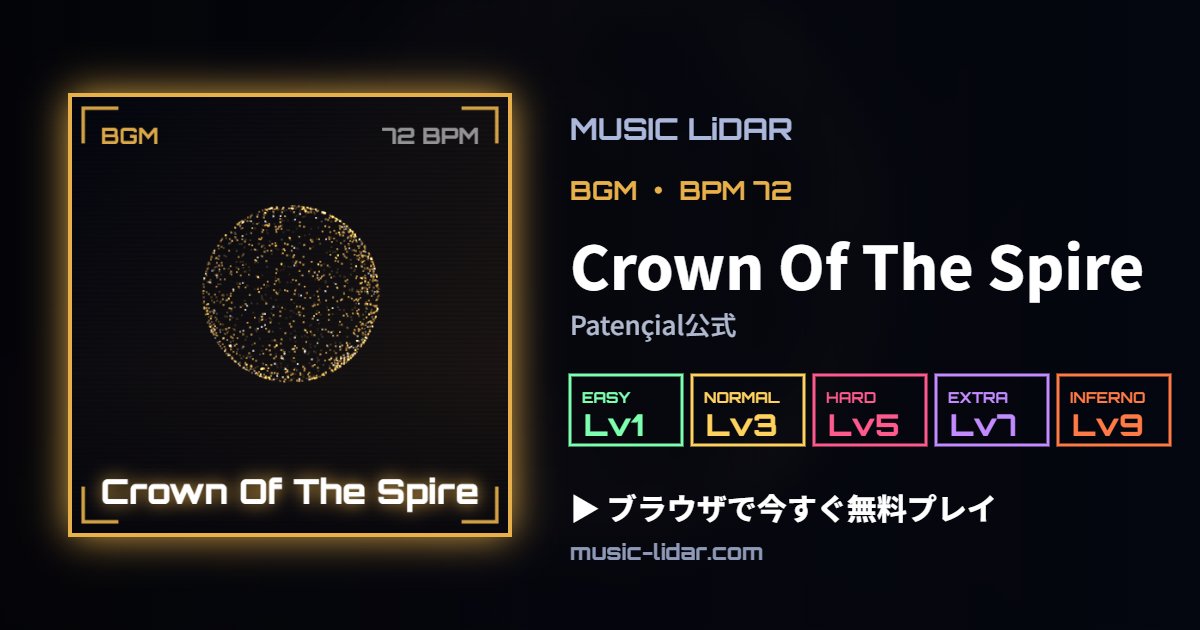 BGM
72 BPM
Crown Of The Spire
MUSIC LiDAR
BGM ・ BPM 72
Crown Of The Spire
Patençial公式
EASY
Lv1
NORMAL
Lv3
HARD
Lv5
EXTRA
Lv7
INFERNO
Lv9
▶ ブラウザで今すぐ無料プレイ
music-lidar.com